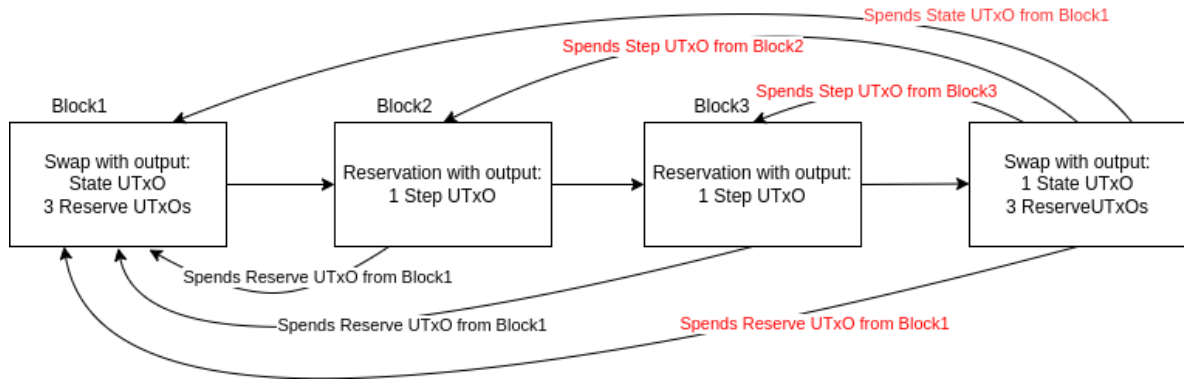 Spends State UTxO from Block1
Spends Step UTxO from Block2
Spends Step UTxO from Block3
Block1
Block2
Block3
Swap with output:
State UTxO
3 Reserve UTxOs
Reservation with output:
1 Step UTxO
Reservation with output:
1 Step UTxO
Swap with output:
1 State UTxO
3 ReserveUTxOs
Spends Reserve UTxO from Block1
Spends Reserve UTxO from Block1
Spends Reserve UTxO from Block1